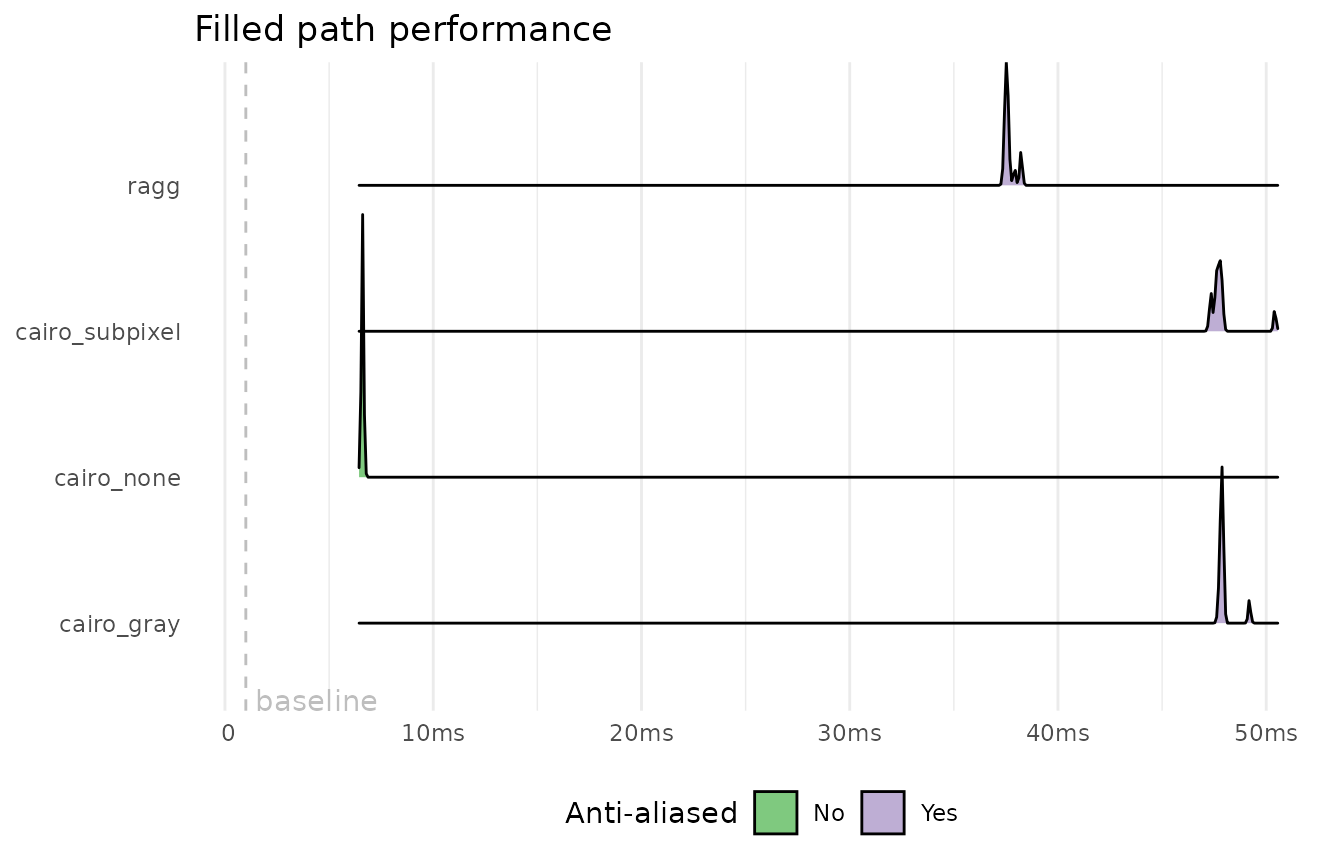 Filled path performance
ragg
cairo_subpixel
cairo_none
cairo_gray
baseline
0 10ms 20ms 30ms 40ms 50ms
Anti-aliased No Yes